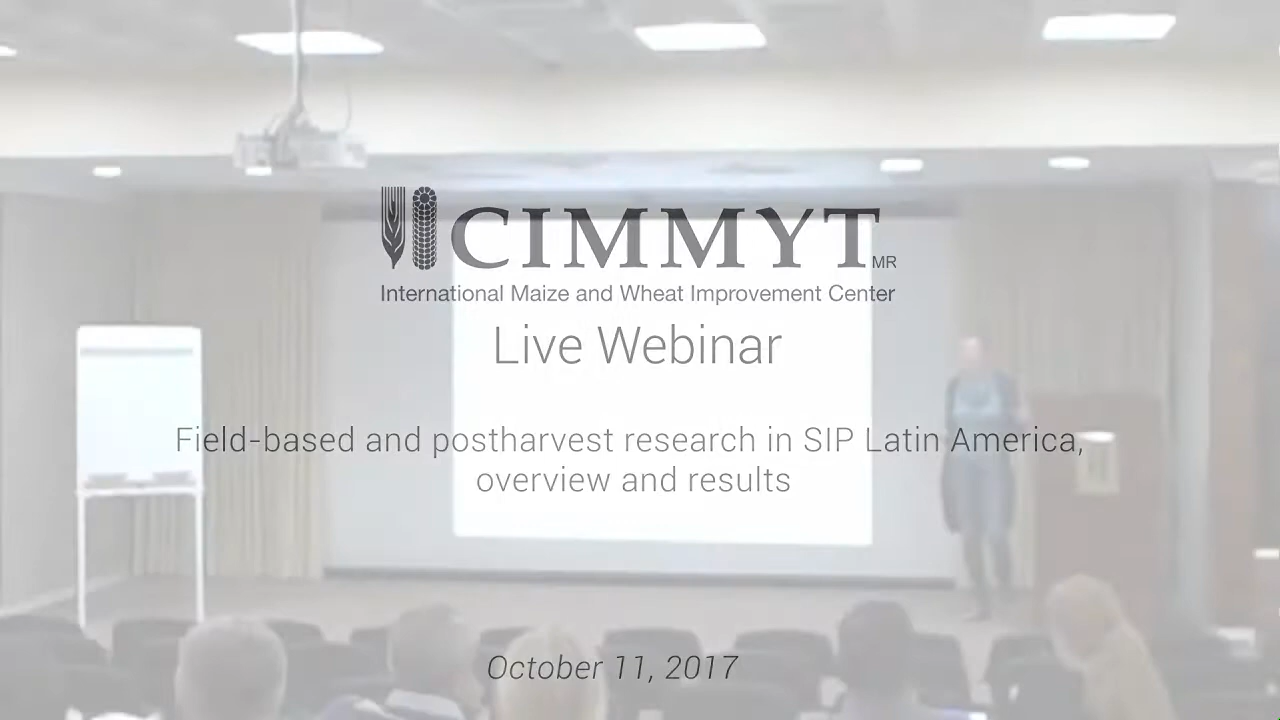 CIMMYT MR
International Maize and Wheat Improvement Center
Live Webinar
Field-based and postharvest research in SIP Latin America,
overview and results
October 11, 2017